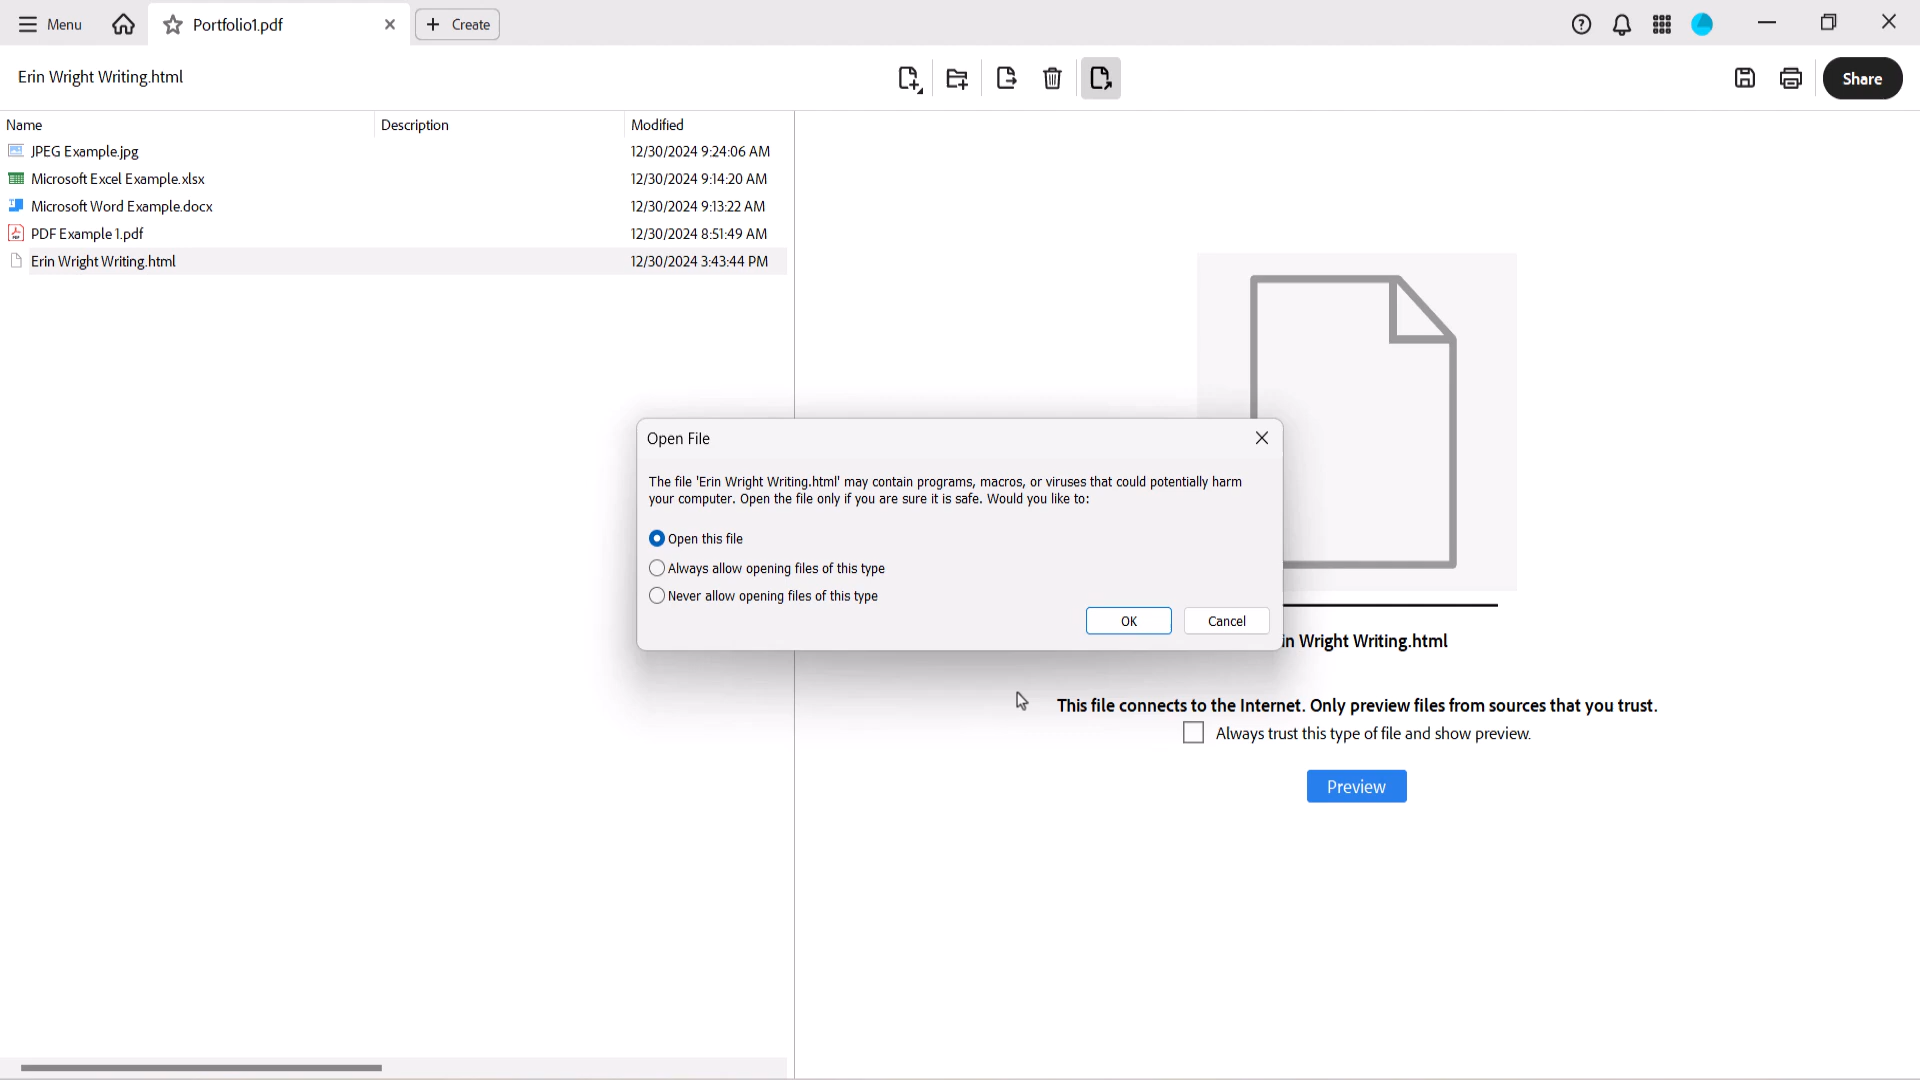 Menu
Portfolio1.pdf
Create
Erin Wright Writing.html
Share
Name Description Modified
JPEG Example.jpg 12/30/2024 9:24:06 AM
Microsoft Excel Example.xlsx 12/30/2024 9:14:20 AM
Microsoft Word Example.docx 12/30/2024 9:13:22 AM
PDF Example 1.pdf 12/30/2024 8:51:49 AM
Erin Wright Writing.html 12/30/2024 3:43:44 PM
Open File
The file 'Erin Wright Writing.html' may contain programs, macros, or viruses that could potentially harm
your computer. Open the file only if you are sure it is safe. Would you like to:
Open this file
Always allow opening files of this type
Never allow opening files of this type
OK Cancel
in Wright Writing.html
This file connects to the Internet. Only preview files from sources that you trust.
Always trust this type of file and show preview.
Preview